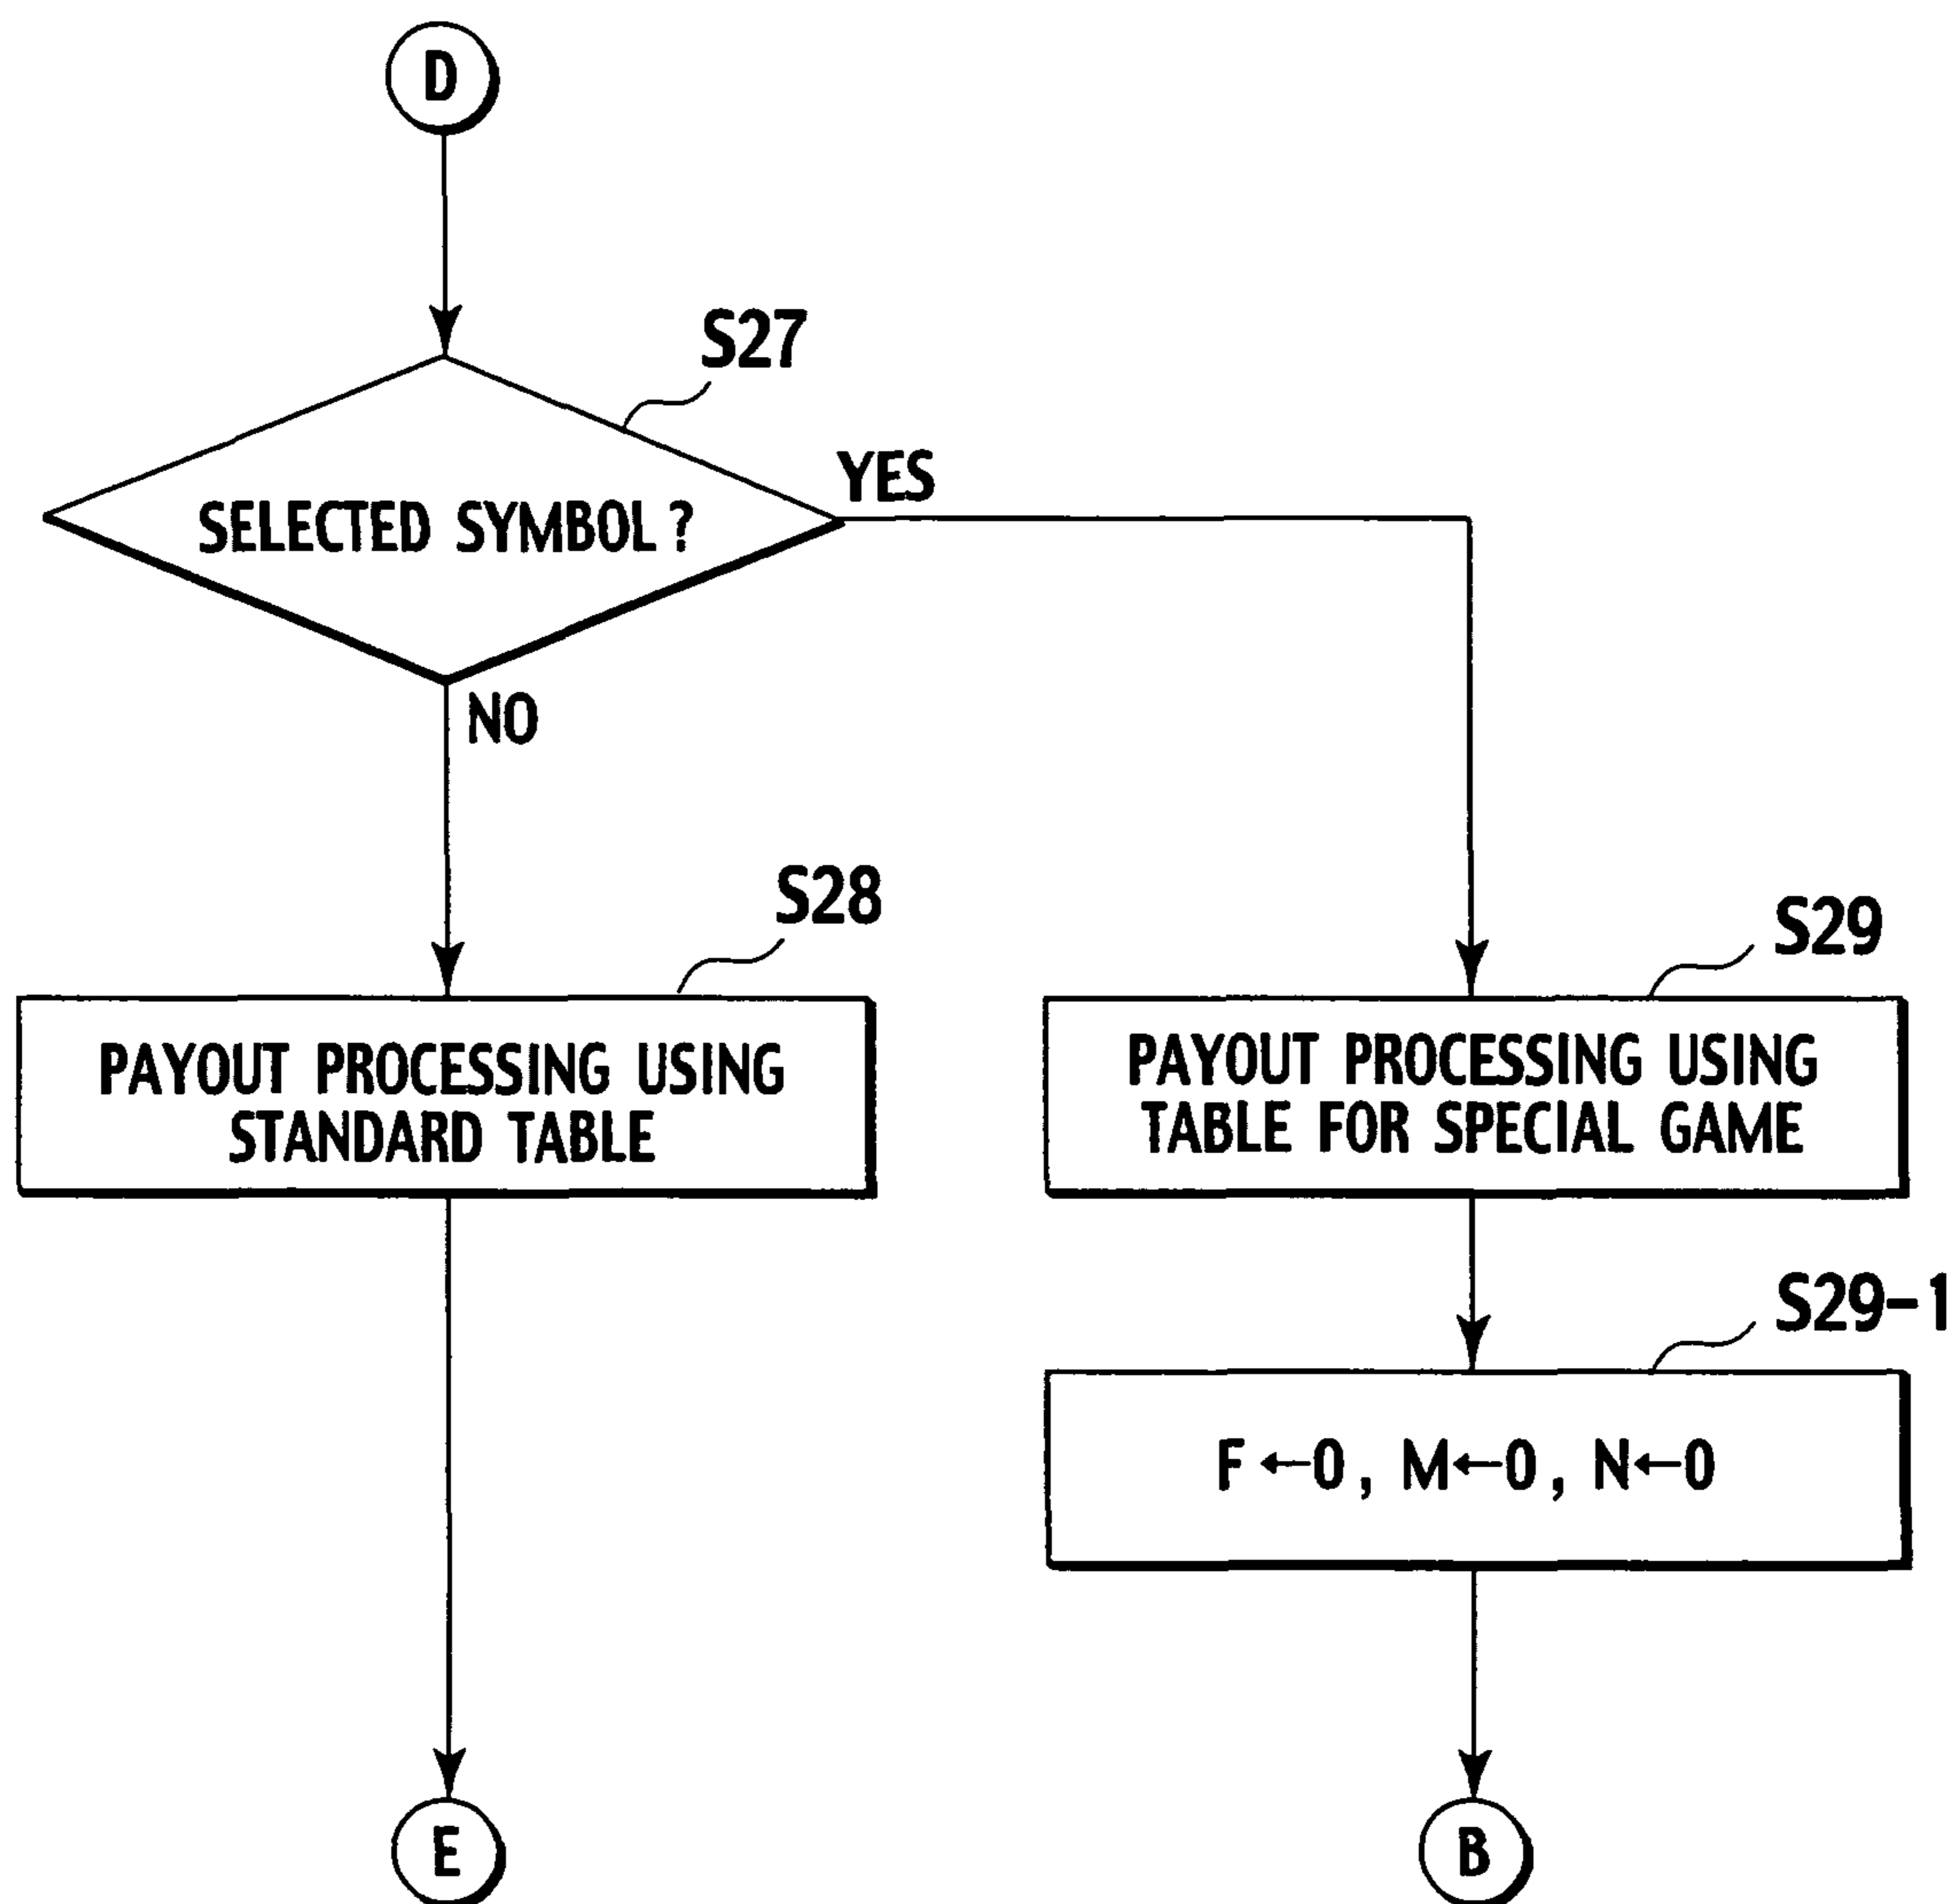 D
S27
SELECTED SYMBOL ?
YES
NO
S28
PAYOUT PROCESSING USING
STANDARD TABLE
S29
PAYOUT PROCESSING USING
TABLE FOR SPECIAL GAME
S29-1
F←0, M←0, N←0
E
B